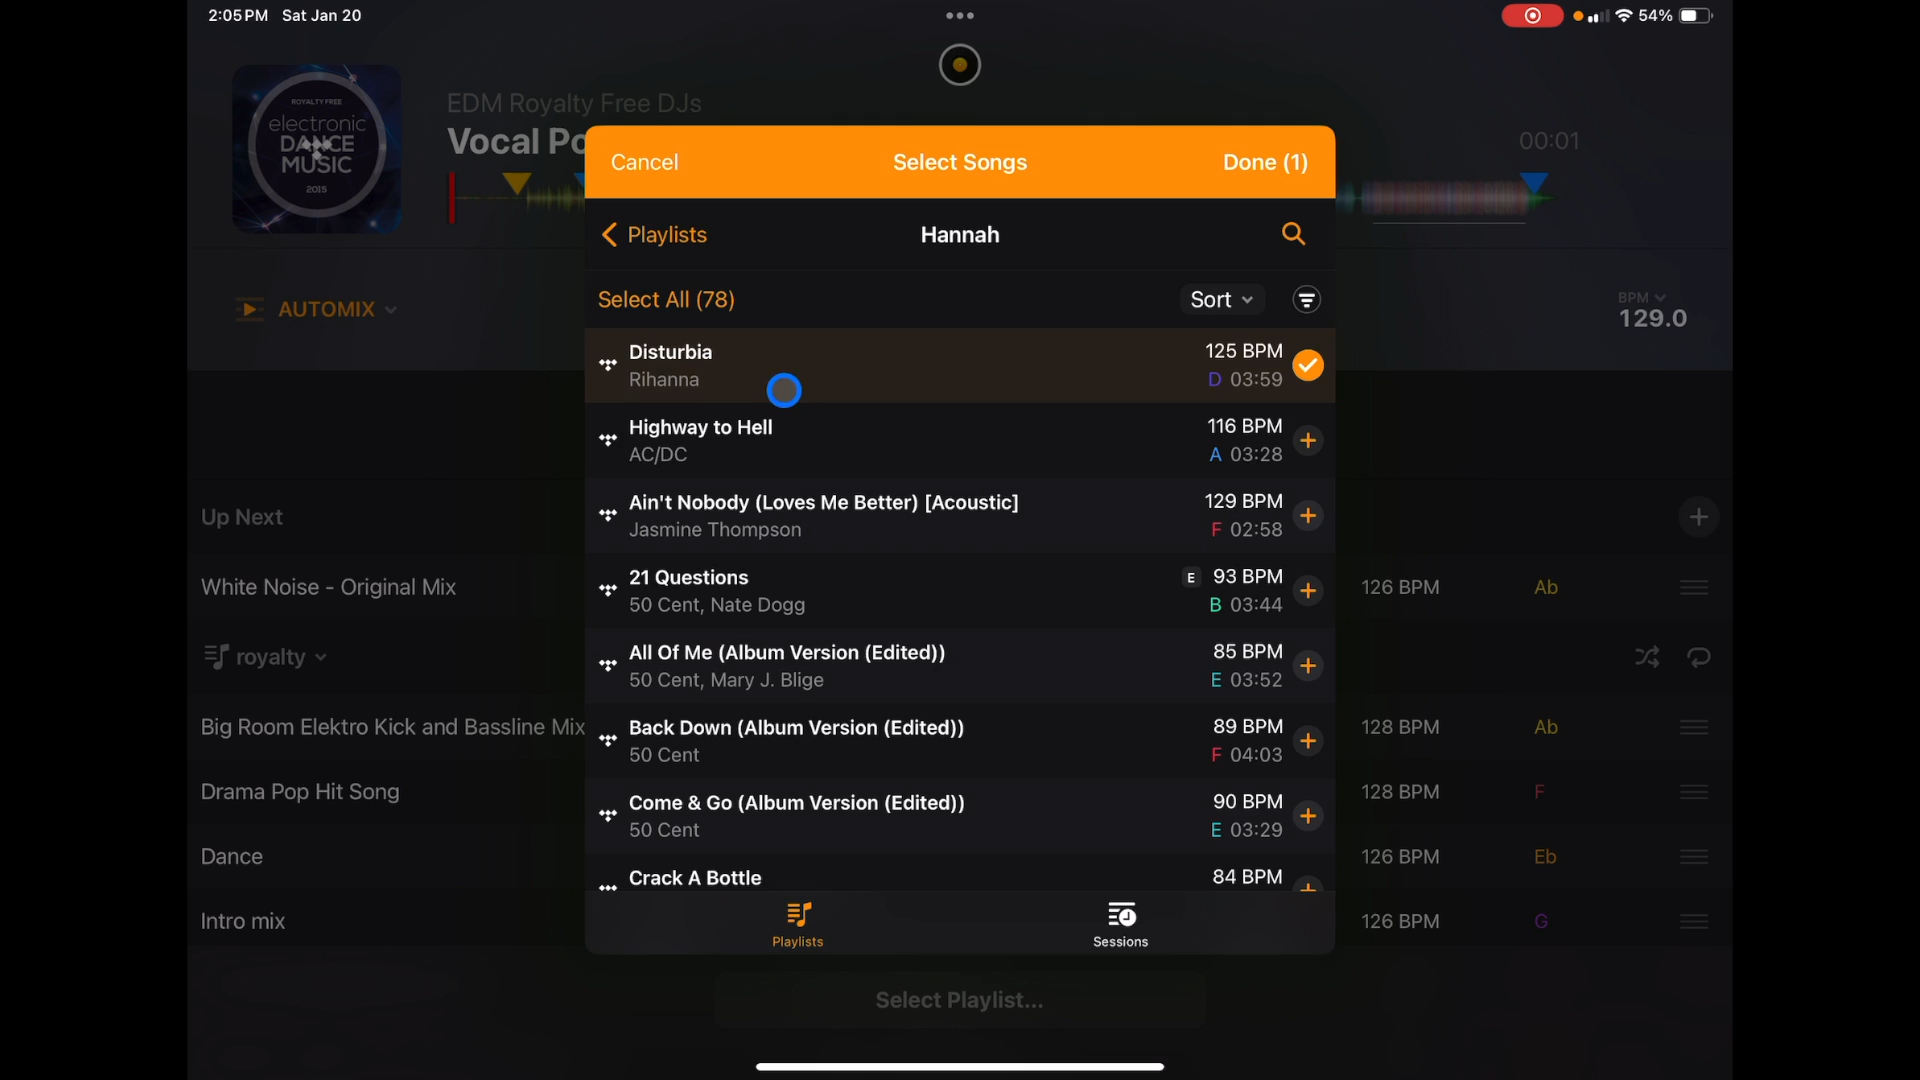 2:05 PM Sat Jan 20
54%
ROYALTY FREE
electronic
DANCE
MUSIC
2015
EDM Royalty Free DJs
Vocal Po
00:01
Cancel
Select Songs
Done (1)
Playlists
Hannah
AUTOMIX
BPM
129.0
Select All (78)
Sort
Disturbia
125 BPM
Rihanna
D 03:59
Highway to Hell
116 BPM
AC/DC
A 03:28
Ain't Nobody (Loves Me Better) [Acoustic]
129 BPM
Jasmine Thompson
F 02:58
21 Questions
E 93 BPM
50 Cent, Nate Dogg
B 03:44
All Of Me (Album Version (Edited))
85 BPM
50 Cent, Mary J. Blige
E 03:52
Back Down (Album Version (Edited))
89 BPM
50 Cent
F 04:03
Come & Go (Album Version (Edited))
90 BPM
50 Cent
E 03:29
Crack A Bottle
84 BPM
Playlists
Sessions
Up Next
White Noise - Original Mix
126 BPM
Ab
royalty
Big Room Elektro Kick and Bassline Mix
128 BPM
Ab
Drama Pop Hit Song
128 BPM
F
Dance
126 BPM
Eb
Intro mix
126 BPM
G
Select Playlist...